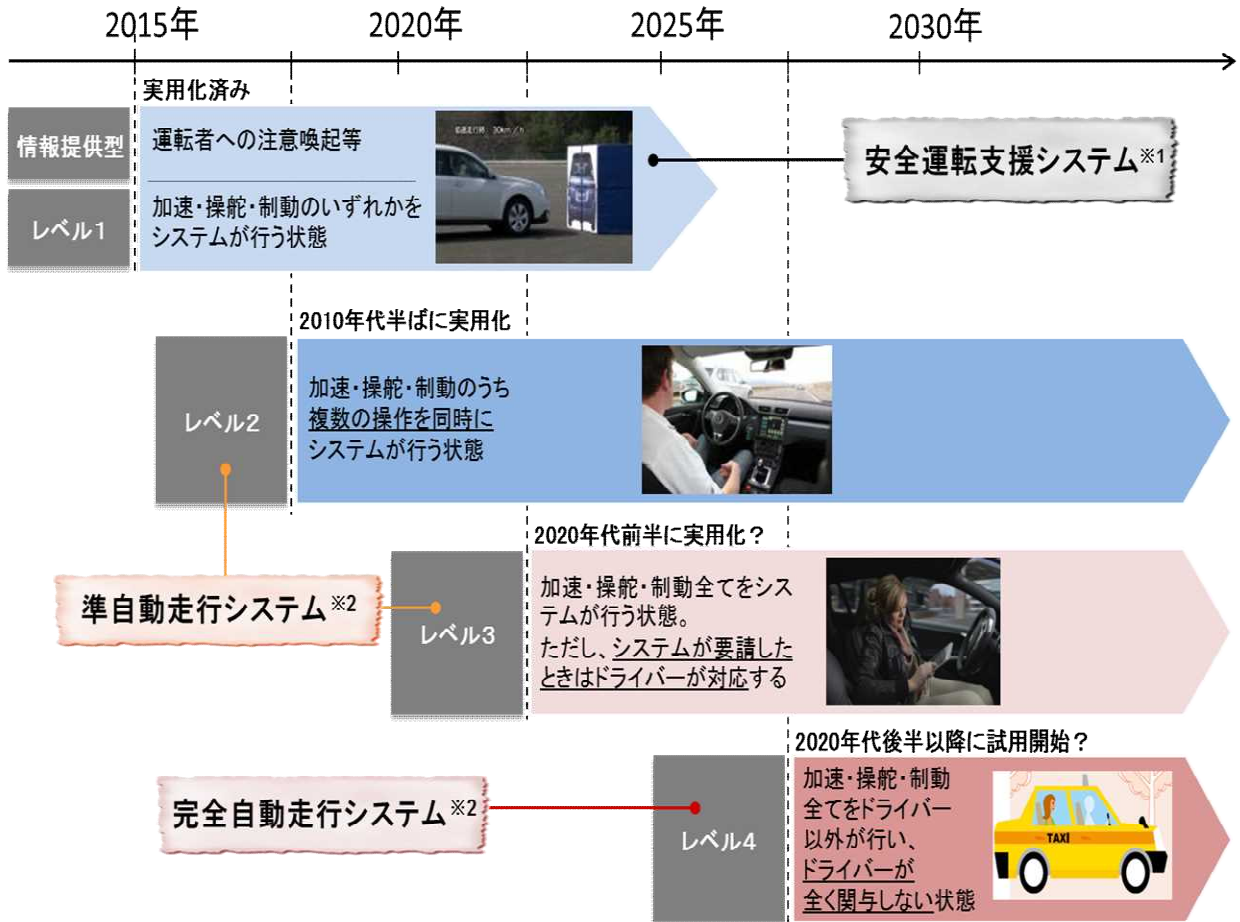 2015年 2020年 2025年 2030年
実用化済み
情報提供型
運転者への注意喚起等
レベル1
加速・操舵・制動のいずれかを
システムが行う状態
30km/h
安全運転支援システム※1
2010年代半ばに実用化
レベル2
加速・操舵・制動のうち
複数の操作を同時に
システムが行う状態
準自動走行システム※2
2020年代前半に実用化?
レベル3
加速・操舵・制動全てをシス
テムが行う状態。
ただし、システムが要請した
ときはドライバーが対応する
完全自動走行システム※2
2020年代後半以降に試用開始?
レベル4
加速・操舵・制動
全てをドライバー
以外が行い、
ドライバーが
全く関与しない状態
TAXI